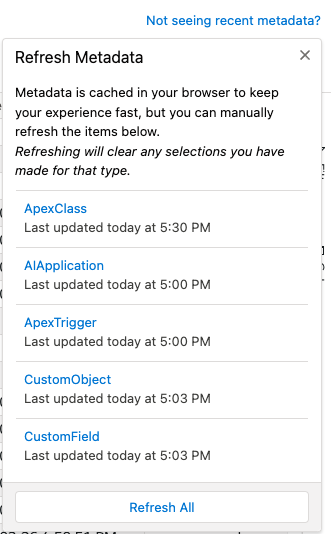 Not seeing recent metadata?
Refresh Metadata
Metadata is cached in your browser to keep
your experience fast, but you can manually
refresh the items below.
Refreshing will clear any selections you have
made for that type.
ApexClass
Last updated today at 5:30 PM
AIApplication
Last updated today at 5:00 PM
ApexTrigger
Last updated today at 5:00 PM
CustomObject
Last updated today at 5:03 PM
CustomField
Last updated today at 5:03 PM
Refresh All